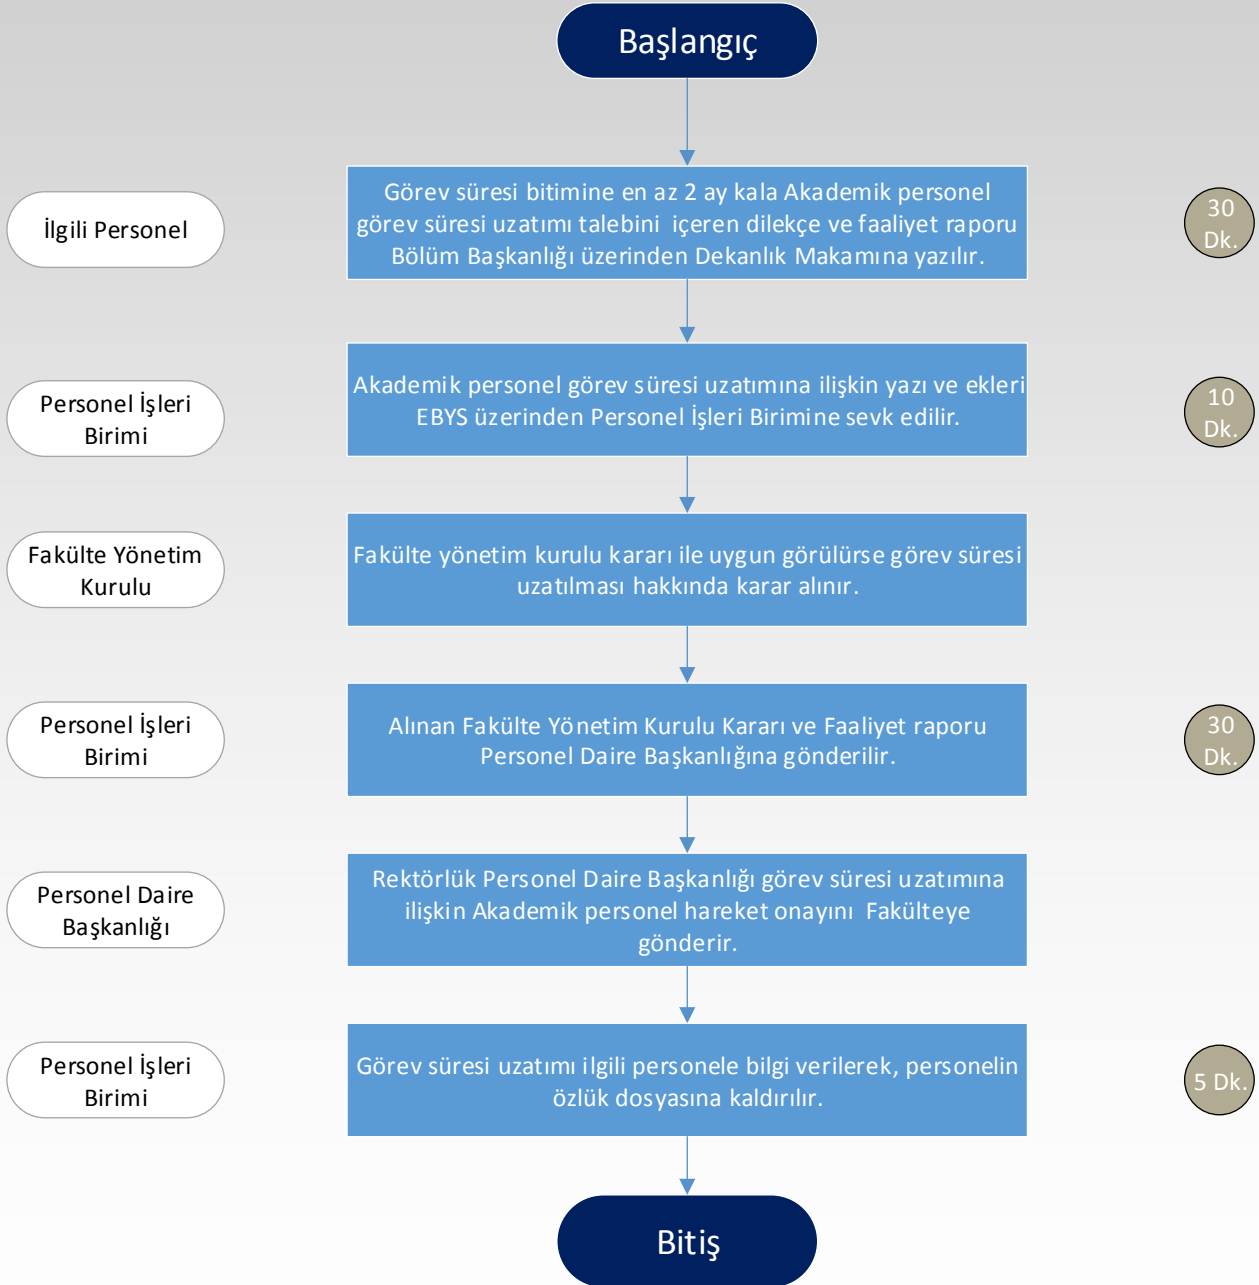 Başlangıç
İlgili Personel
Görev süresi bitimine en az 2 ay kala Akademik personel
görev süresi uzatımı talebini içeren dilekçe ve faaliyet raporu
Bölüm Başkanlığı üzerinden Dekanlık Makamına yazılır.
30
Dk.
Personel İşleri
Birimi
Akademik personel görev süresi uzatımına ilişkin yazı ve ekleri
EBYS üzerinden Personel İşleri Birimine sevk edilir.
10
Dk.
Fakülte Yönetim
Kurulu
Fakülte yönetim kurulu kararı ile uygun görülürse görev süresi
uzatılması hakkında karar alınır.
Personel İşleri
Birimi
Alınan Fakülte Yönetim Kurulu Kararı ve Faaliyet raporu
Personel Daire Başkanlığına gönderilir.
30
Dk.
Personel Daire
Başkanlığı
Rektörlük Personel Daire Başkanlığı görev süresi uzatımına
ilişkin Akademik personel hareket onayını Fakülteye
gönderir.
Personel İşleri
Birimi
Görev süresi uzatımı ilgili personele bilgi verilerek, personelin
özlük dosyasına kaldırılır.
5 Dk.
Bitiş